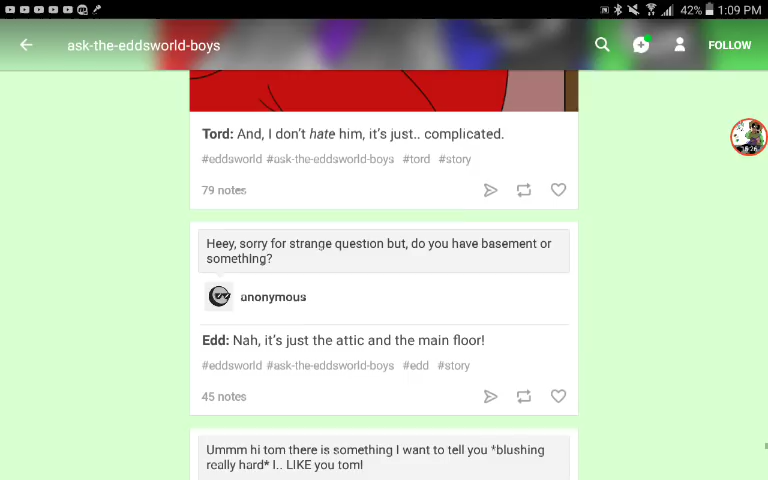 42% 1:09 PM
ask-the-eddsworld-boys
FOLLOW
Tord: And, I don't hate him, it's just.. complicated.
#eddsworld #ask-the-eddsworld-boys #tord #story
79 notes
Heey, sorry for strange question but, do you have basement or
something?
anonymous
Edd: Nah, it's just the attic and the main floor!
#eddsworld #ask-the-eddsworld-boys #edd #story
45 notes
Ummm hi tom there is something I want to tell you *blushing
really hard* I.. LIKE you tom!